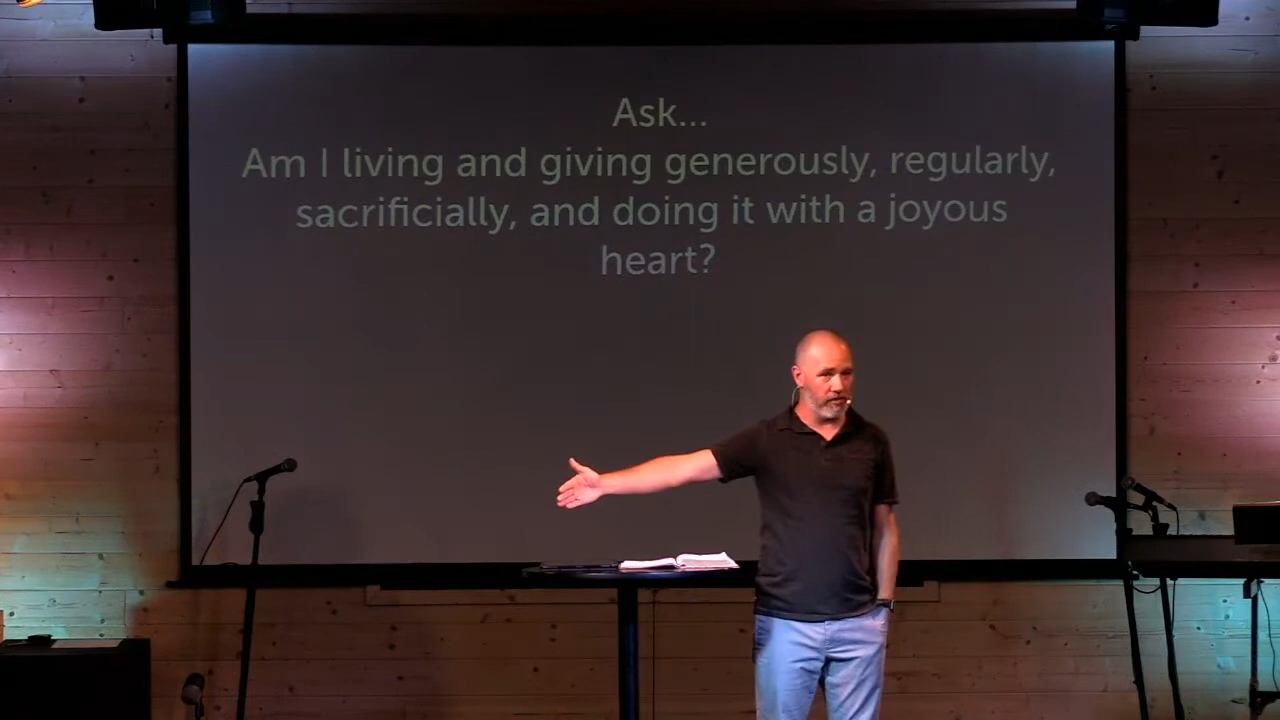 Ask...
Am I living and giving generously, regularly,
sacrificially, and doing it with a joyous
heart?